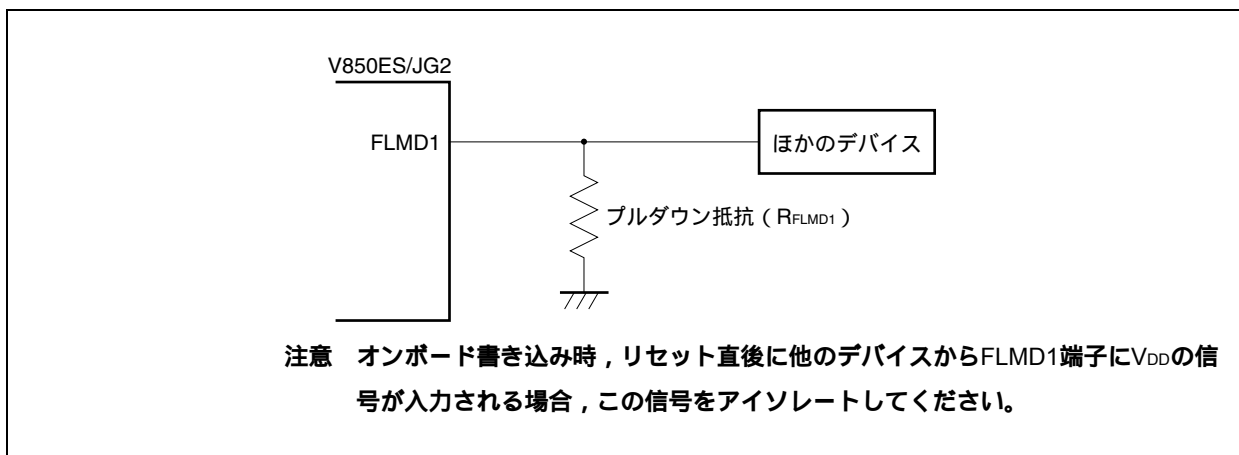 V850ES/JG2
FLMD1
ほかのデバイス
プルダウン抵抗（RFLMD1）
注意　オンボード書き込み時，リセット直後に他のデバイスからFLMD1端子にVDDの信
号が入力される場合，この信号をアイソレートしてください。